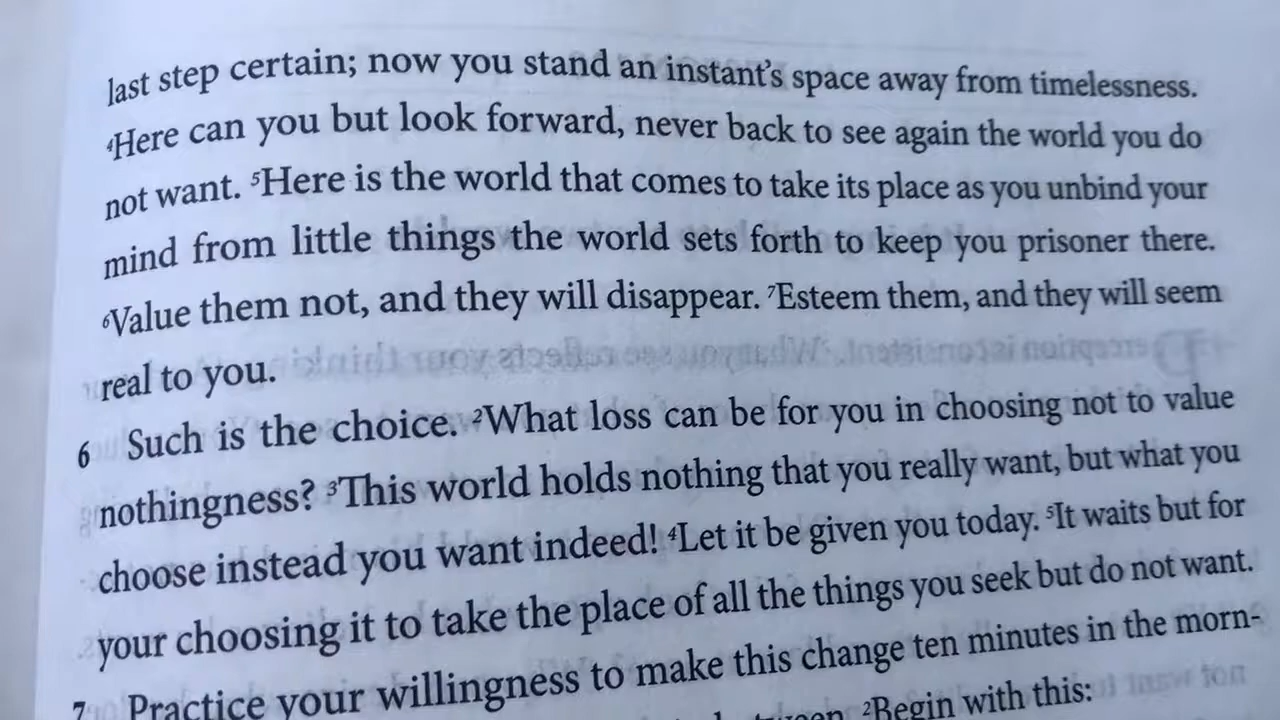 last step certain; now you stand an instant's space away from timelessness.
⁴Here can you but look forward, never back to see again the world you do
not want. ⁵Here is the world that comes to take its place as you unbind your
mind from little things the world sets forth to keep you prisoner there.
⁶Value them not, and they will disappear. ⁷Esteem them, and they will seem
real to you.
6 Such is the choice. ²What loss can be for you in choosing not to value
nothingness? ³This world holds nothing that you really want, but what you
choose instead you want indeed! ⁴Let it be given you today. ⁵It waits but for
your choosing it to take the place of all the things you seek but do not want.
7 Practice your willingness to make this change ten minutes in the morn-
²Begin with this: